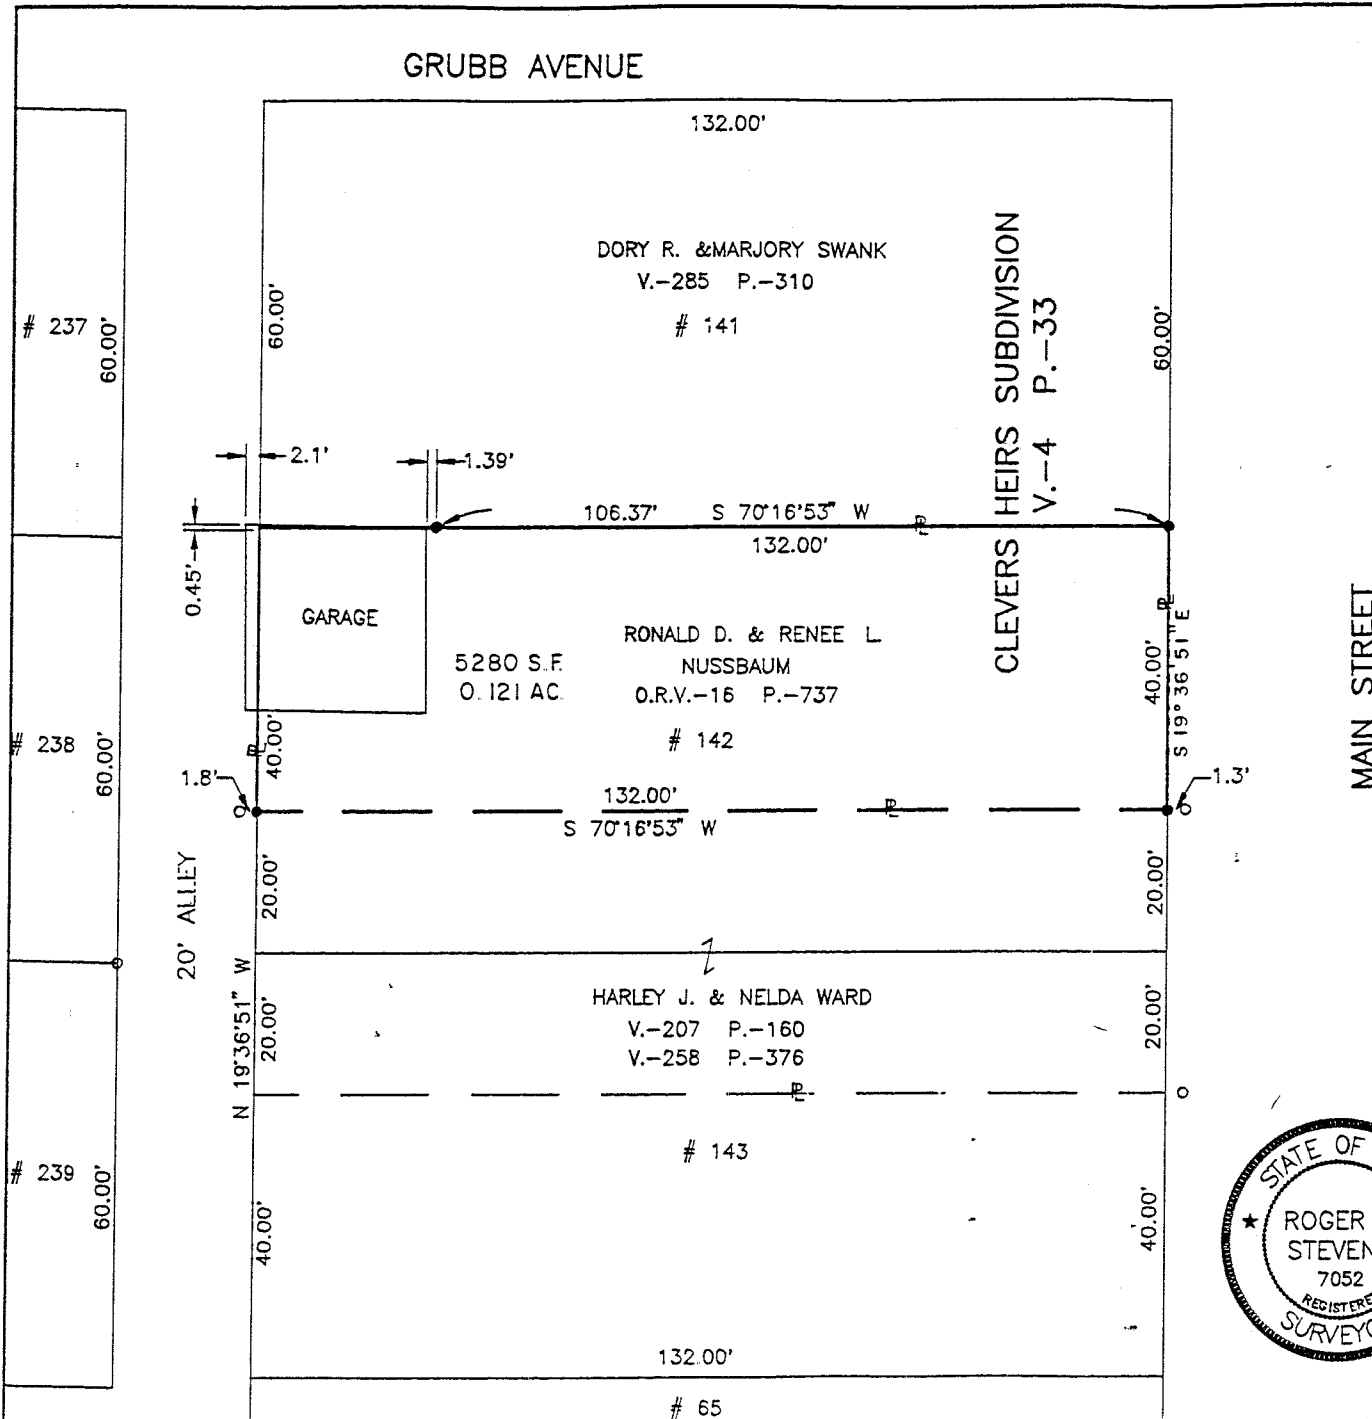 GRUBB AVENUE
132.00'
DORY R. &MARJORY SWANK
V.-285 P.-310
# 141
60.00'
60.00'
CLEVERS HEIRS SUBDIVISION
V.-4 P.-33
# 237
60.00'
2.1'
1.39'
106.37' S 70°16'53" W
132.00'
0.45'
GARAGE
RONALD D. & RENEE L.
NUSSBAUM
O.R.V.-16 P.-737
# 142
5280 S.F.
0.121 AC.
40.00'
40.00'
S 19°36'51" E
MAIN STREET
# 238
60.00'
1.8'
1.3'
132.00'
S 70°16'53" W
20' ALLEY
20.00'
20.00'
N 19°36'51" W
20.00'
20.00'
HARLEY J. & NELDA WARD
V.-207 P.-160
V.-258 P.-376
# 143
# 239
60.00'
40.00'
40.00'
132.00'
# 65
STATE OF
ROGER
STEVEN
7052
REGISTERE
SURVEYO